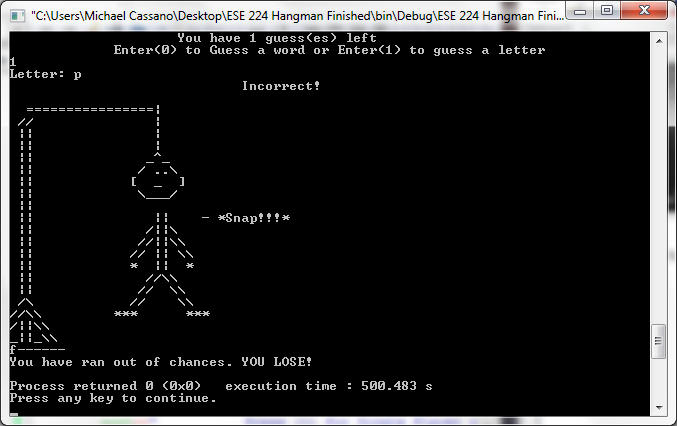 "C:\Users\Michael Cassano\Desktop\ESE 224 Hangman Finished\bin\Debug\ESE 224 Hangman Fini...
You have 1 guess(es) left
Enter(0) to Guess a word or Enter(1) to guess a letter
1
Letter: p
Incorrect!
- *Snap!!!*
f------
You have ran out of chances. YOU LOSE!
Process returned 0 (0x0)   execution time : 500.483 s
Press any key to continue.